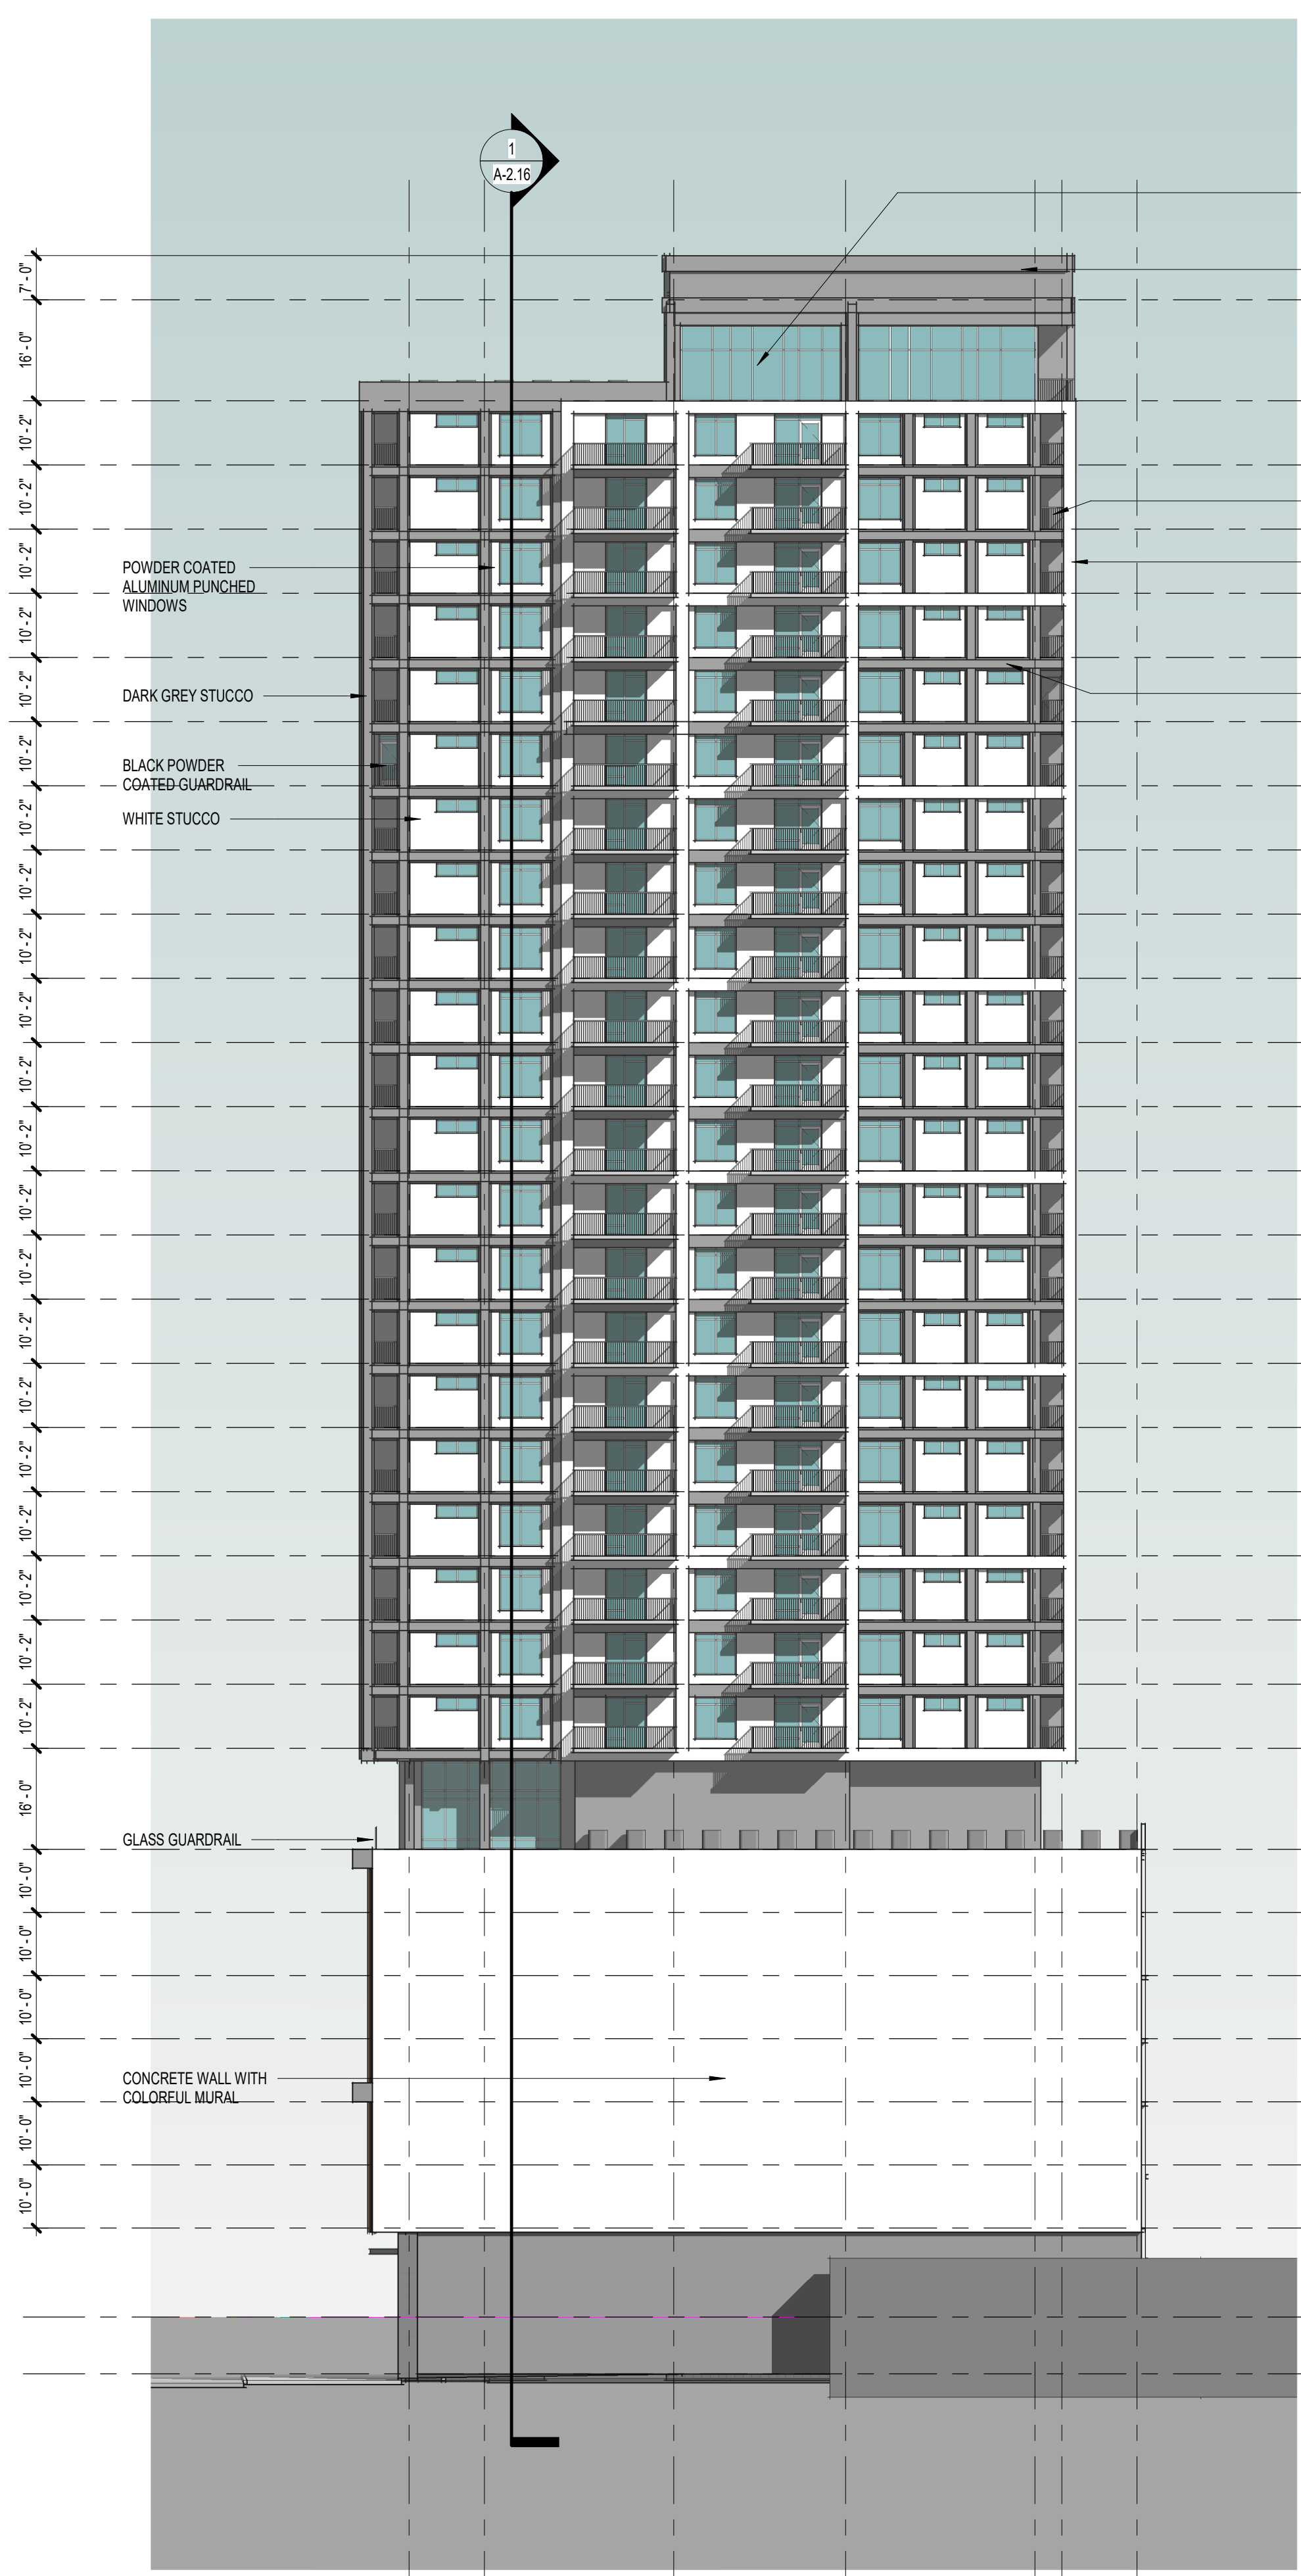 1
A-2.16
7' - 0"
16' - 0"
10' - 2"
10' - 2"
10' - 2"
POWDER COATED
ALUMINUM PUNCHED
WINDOWS
10' - 2"
10' - 2"
DARK GREY STUCCO
10' - 2"
BLACK POWDER
COATED GUARDRAIL
10' - 2"
WHITE STUCCO
10' - 2"
10' - 2"
10' - 2"
10' - 2"
10' - 2"
10' - 2"
10' - 2"
10' - 2"
10' - 2"
10' - 2"
10' - 2"
10' - 2"
10' - 2"
10' - 2"
16' - 0"
GLASS GUARDRAIL
10' - 0"
10' - 0"
10' - 0"
10' - 0"
CONCRETE WALL WITH
COLORFUL MURAL
10' - 0"
10' - 0"